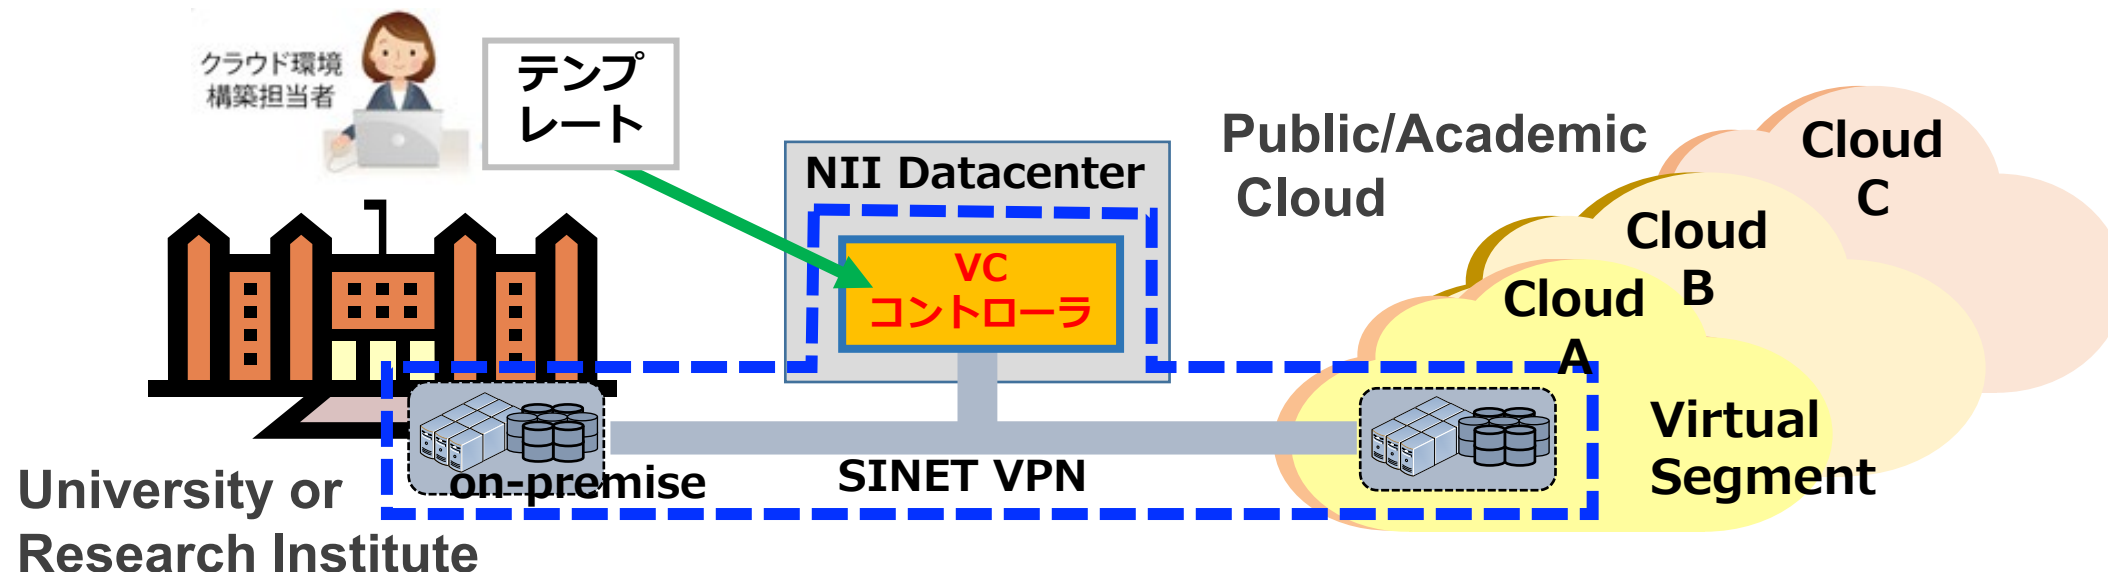 クラウド環境
構築担当者
テンプ
レート
NII Datacenter
VC
コントローラ
Public/Academic
Cloud
Cloud
C
Cloud
B
Cloud
A
on-premise
SINET VPN
Virtual
Segment
University or
Research Institute